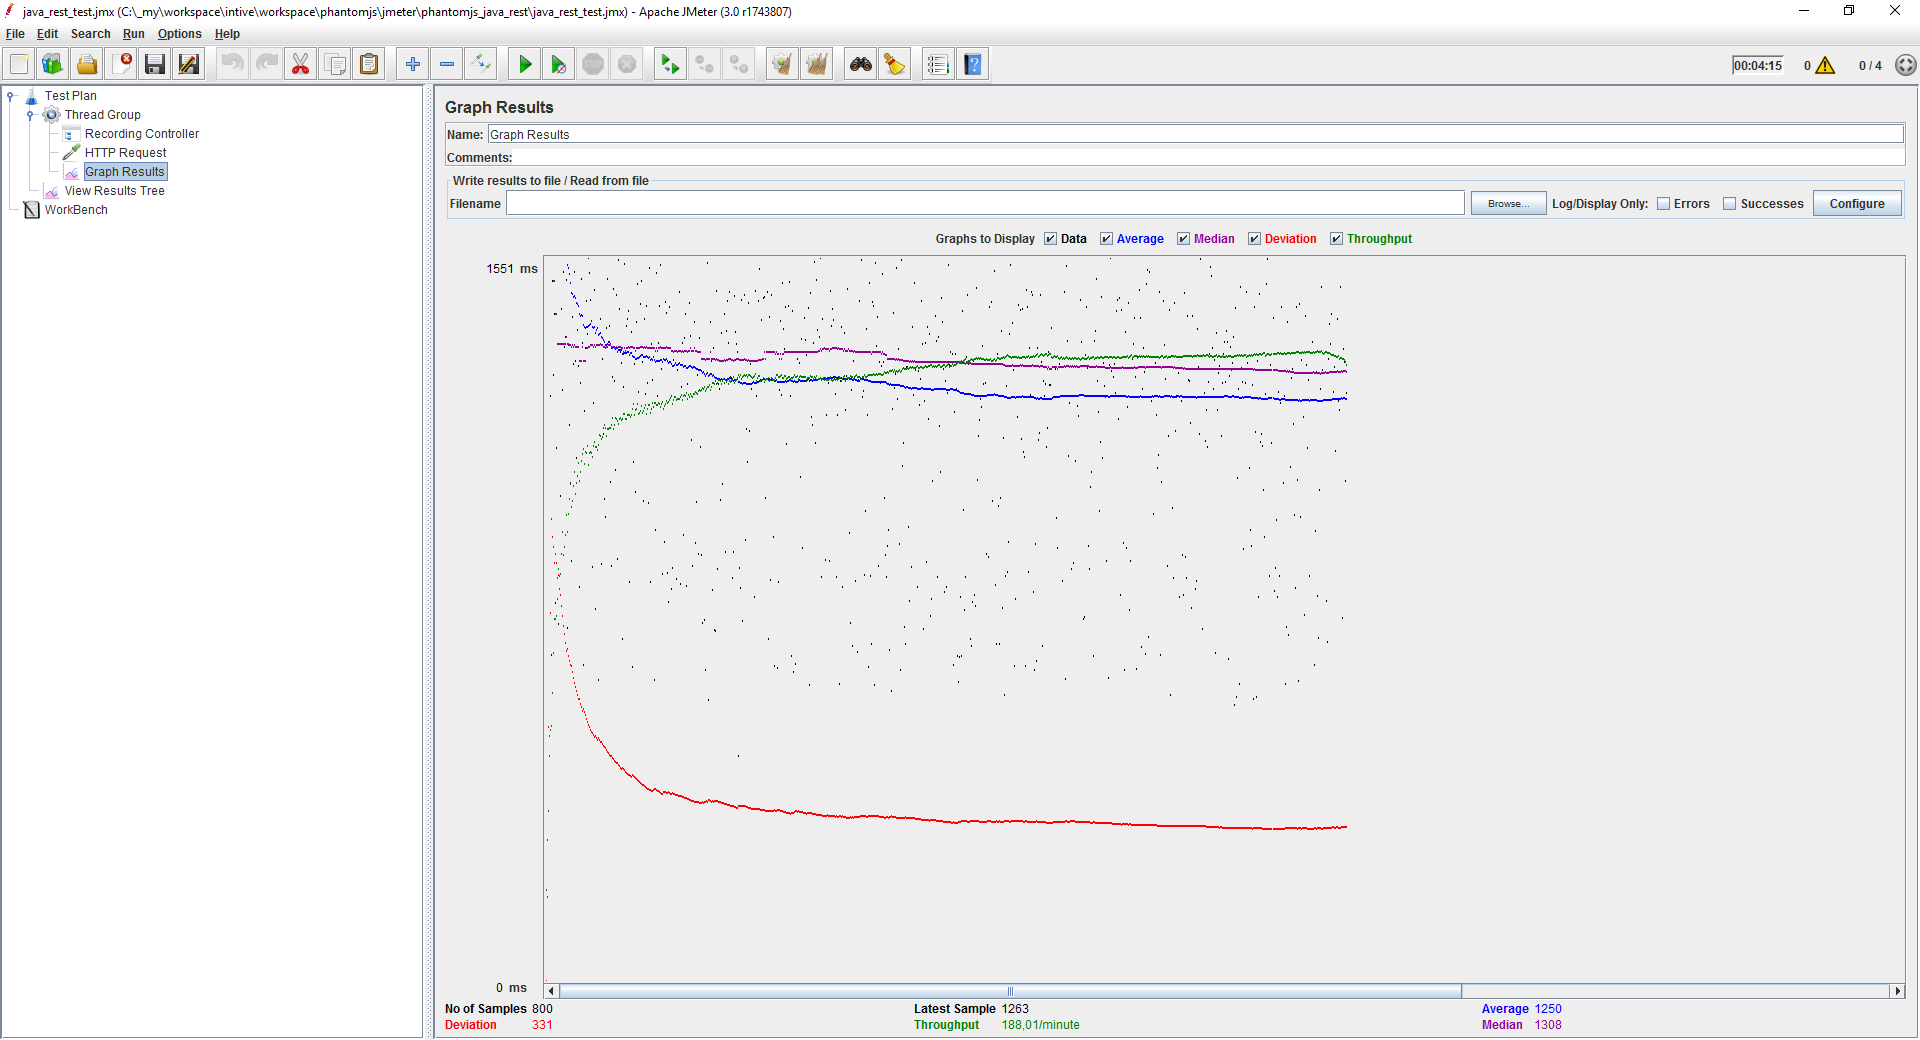 java_rest_test.jmx (C:\_my\workspace\intive\workspace\phantomjs\jmeter\phantomjs_java_rest\java_rest_test.jmx) - Apache JMeter (3.0 r1743807)
File Edit Search Run Options Help
00:04:15 0 0 / 4
Test Plan
Thread Group
Recording Controller
HTTP Request
Graph Results
View Results Tree
WorkBench
Graph Results
Name: Graph Results
Comments:
Write results to file / Read from file
Filename Browse... Log/Display Only: Errors Successes Configure
Graphs to Display Data Average Median Deviation Throughput
1551 ms
0 ms
No of Samples 800 Latest Sample 1263 Average 1250
Deviation 331 Throughput 188,01/minute Median 1308